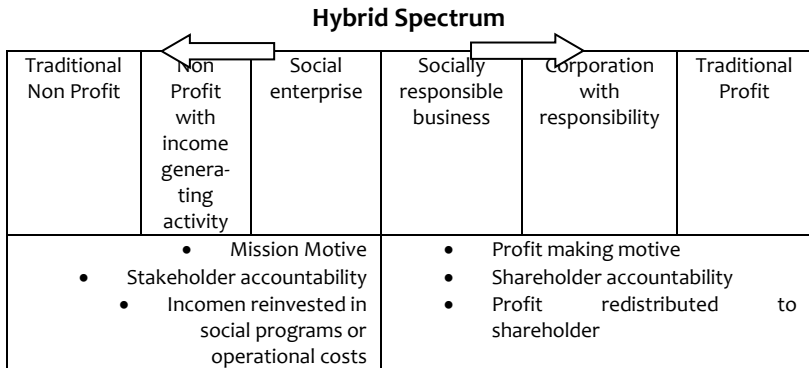 Hybrid Spectrum
Traditional
Non Profit
Non
Profit
with
income
genera-
ting
activity
Social
enterprise
Socially
responsible
business
Corporation
with
responsibility
Traditional
Profit
• Mission Motive
• Stakeholder accountability
• Incomen reinvested in
social programs or
operational costs
• Profit making motive
• Shareholder accountability
• Profit redistributed to
shareholder